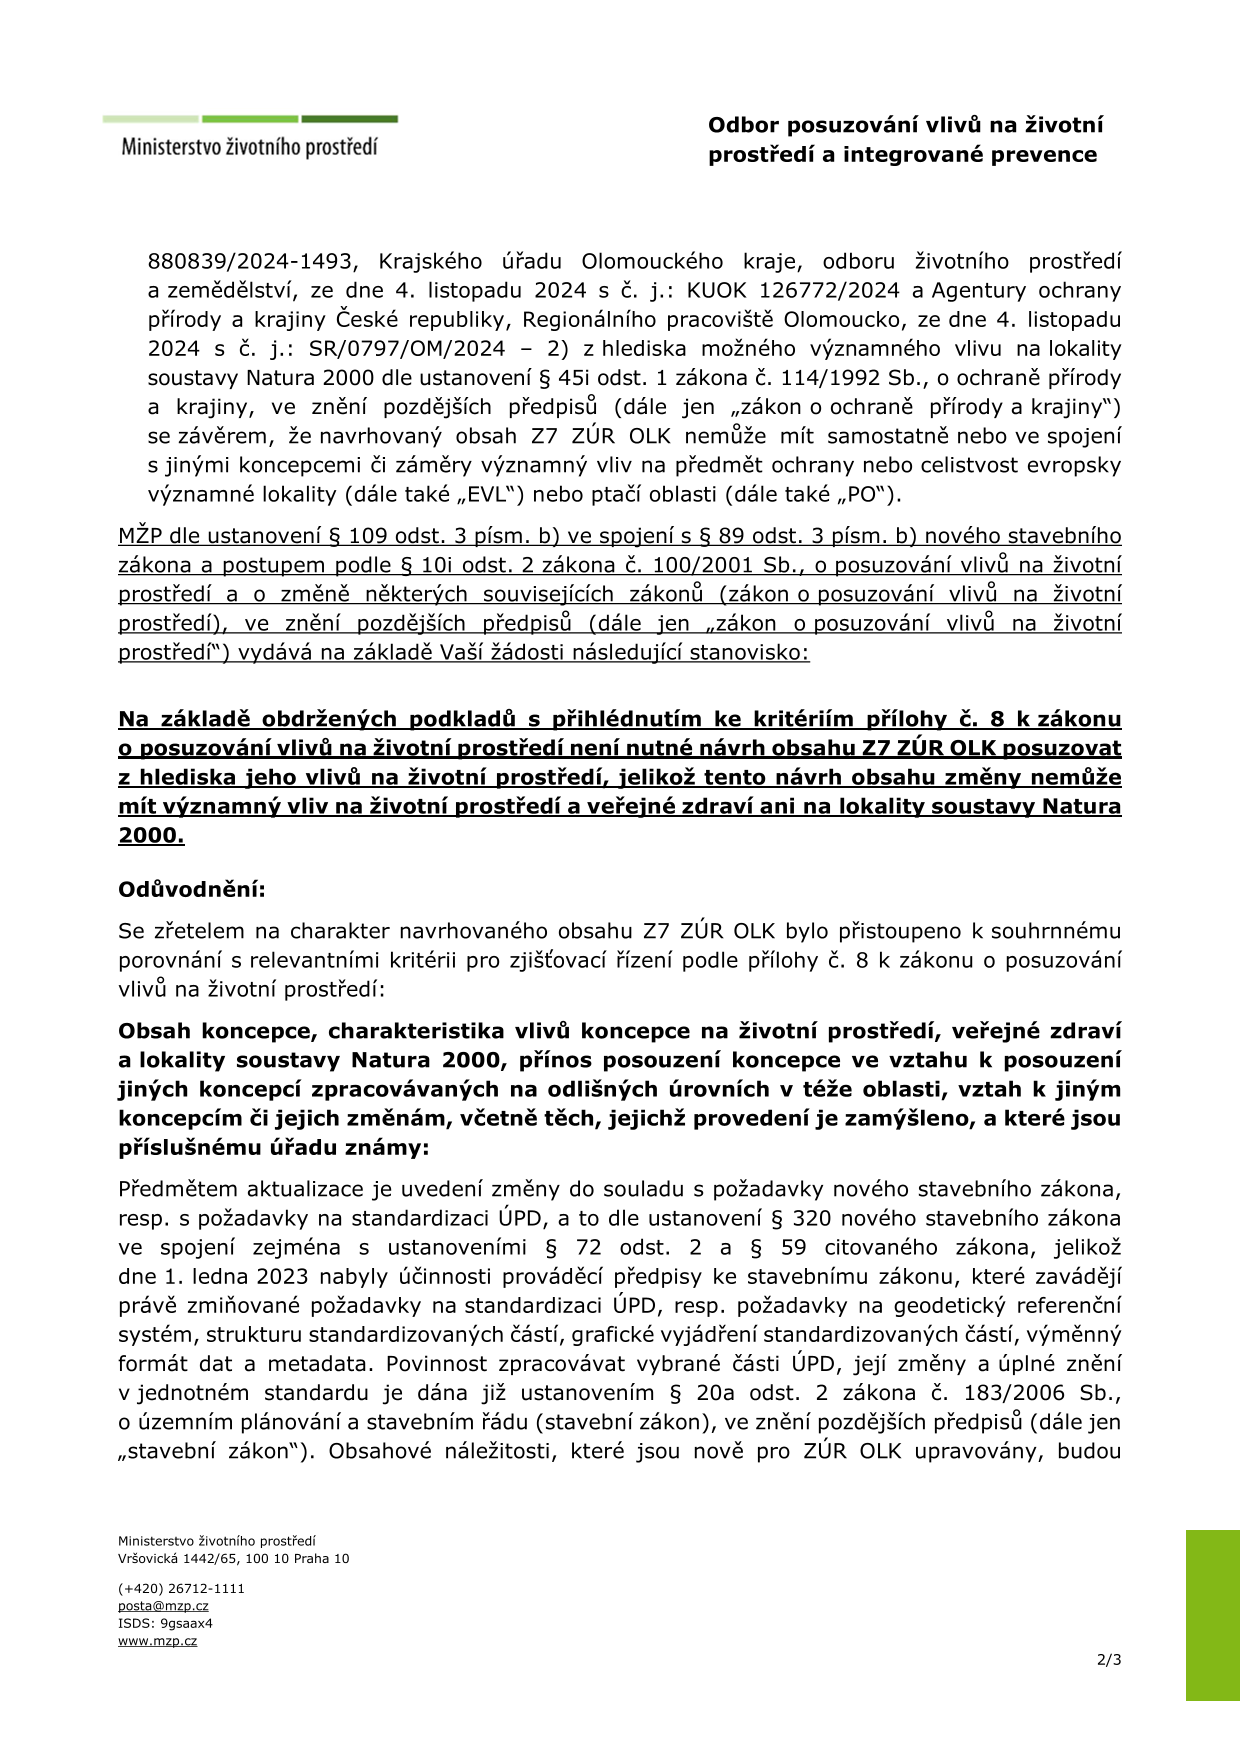 Ministerstvo životního prostředí
Odbor posuzování vlivů na životní
prostředí a integrované prevence
880839/2024-1493, Krajského úřadu Olomouckého kraje, odboru životního prostředí
a zemědělství, ze dne 4. listopadu 2024 s č. j.: KUOK 126772/2024 a Agentury ochrany
přírody a krajiny České republiky, Regionálního pracoviště Olomoucko, ze dne 4. listopadu
2024 s č. j.: SR/0797/OM/2024 – 2) z hlediska možného významného vlivu na lokality
soustavy Natura 2000 dle ustanovení § 45i odst. 1 zákona č. 114/1992 Sb., o ochraně přírody
a krajiny, ve znění pozdějších předpisů (dále jen „zákon o ochraně přírody a krajiny“)
se závěrem, že navrhovaný obsah Z7 ZÚR OLK nemůže mít samostatně nebo ve spojení
s jinými koncepcemi či záměry významný vliv na předmět ochrany nebo celistvost evropsky
významné lokality (dále také „EVL“) nebo ptačí oblasti (dále také „PO“).
MŽP dle ustanovení § 109 odst. 3 písm. b) ve spojení s § 89 odst. 3 písm. b) nového stavebního
zákona a postupem podle § 10i odst. 2 zákona č. 100/2001 Sb., o posuzování vlivů na životní
prostředí a o změně některých souvisejících zákonů (zákon o posuzování vlivů na životní
prostředí), ve znění pozdějších předpisů (dále jen „zákon o posuzování vlivů na životní
prostředí“) vydává na základě Vaší žádosti následující stanovisko:
Na základě obdržených podkladů s přihlédnutím ke kritériím přílohy č. 8 k zákonu
o posuzování vlivů na životní prostředí není nutné návrh obsahu Z7 ZÚR OLK posuzovat
z hlediska jeho vlivů na životní prostředí, jelikož tento návrh obsahu změny nemůže
mít významný vliv na životní prostředí a veřejné zdraví ani na lokality soustavy Natura
2000.
Odůvodnění:
Se zřetelem na charakter navrhovaného obsahu Z7 ZÚR OLK bylo přistoupeno k souhrnnému
porovnání s relevantními kritérii pro zjišťovací řízení podle přílohy č. 8 k zákonu o posuzování
vlivů na životní prostředí:
Obsah koncepce, charakteristika vlivů koncepce na životní prostředí, veřejné zdraví
a lokality soustavy Natura 2000, přínos posouzení koncepce ve vztahu k posouzení
jiných koncepcí zpracovávaných na odlišných úrovních v téže oblasti, vztah k jiným
koncepcím či jejich změnám, včetně těch, jejichž provedení je zamýšleno, a které jsou
příslušnému úřadu známy:
Předmětem aktualizace je uvedení změny do souladu s požadavky nového stavebního zákona,
resp. s požadavky na standardizaci ÚPD, a to dle ustanovení § 320 nového stavebního zákona
ve spojení zejména s ustanoveními § 72 odst. 2 a § 59 citovaného zákona, jelikož
dne 1. ledna 2023 nabyly účinnosti prováděcí předpisy ke stavebnímu zákonu, které zavádějí
právě zmiňované požadavky na standardizaci ÚPD, resp. požadavky na geodetický referenční
systém, strukturu standardizovaných částí, grafické vyjádření standardizovaných částí, výměnný
formát dat a metadata. Povinnost zpracovávat vybrané části ÚPD, její změny a úplné znění
v jednotném standardu je dána již ustanovením § 20a odst. 2 zákona č. 183/2006 Sb.,
o územním plánování a stavebním řádu (stavební zákon), ve znění pozdějších předpisů (dále jen
„stavební zákon“). Obsahové náležitosti, které jsou nově pro ZÚR OLK upravovány, budou
Ministerstvo životního prostředí
Vršovická 1442/65, 100 10 Praha 10
(+420) 26712-1111
posta@mzp.cz
ISDS: 9gsaax4
www.mzp.cz
2/3